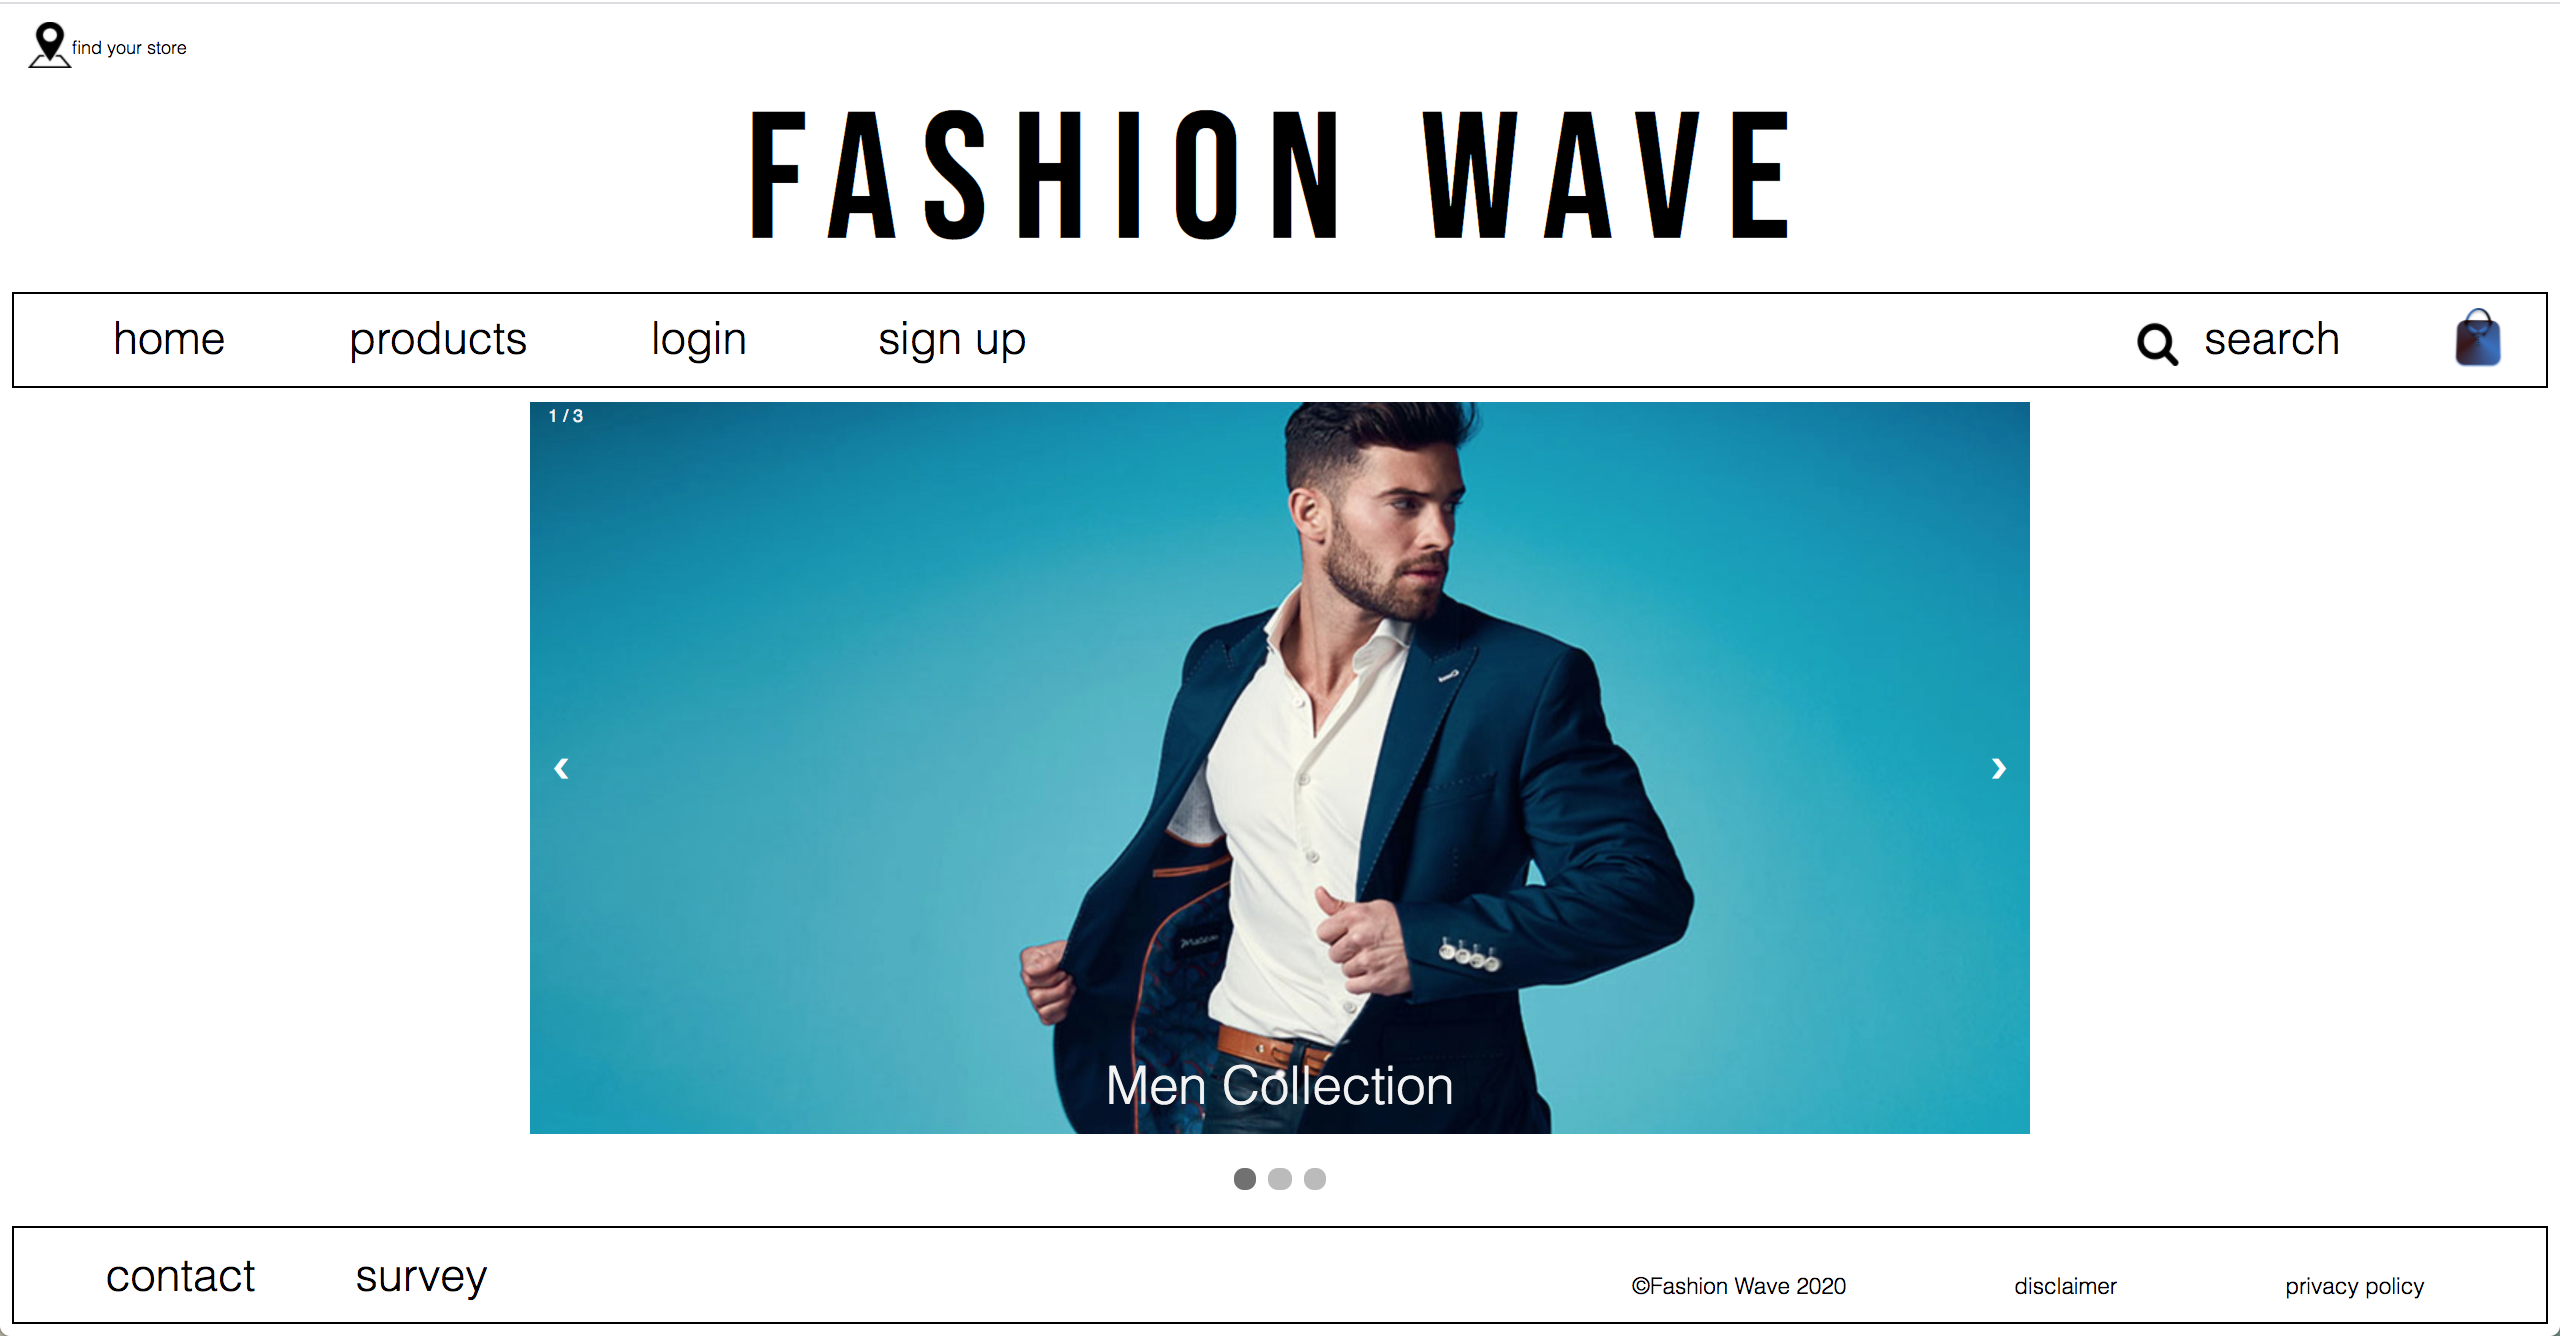 find your store
FASHION WAVE
home products login sign up search
1 / 3
‹ ›
Men Collection
contact survey ©Fashion Wave 2020 disclaimer privacy policy